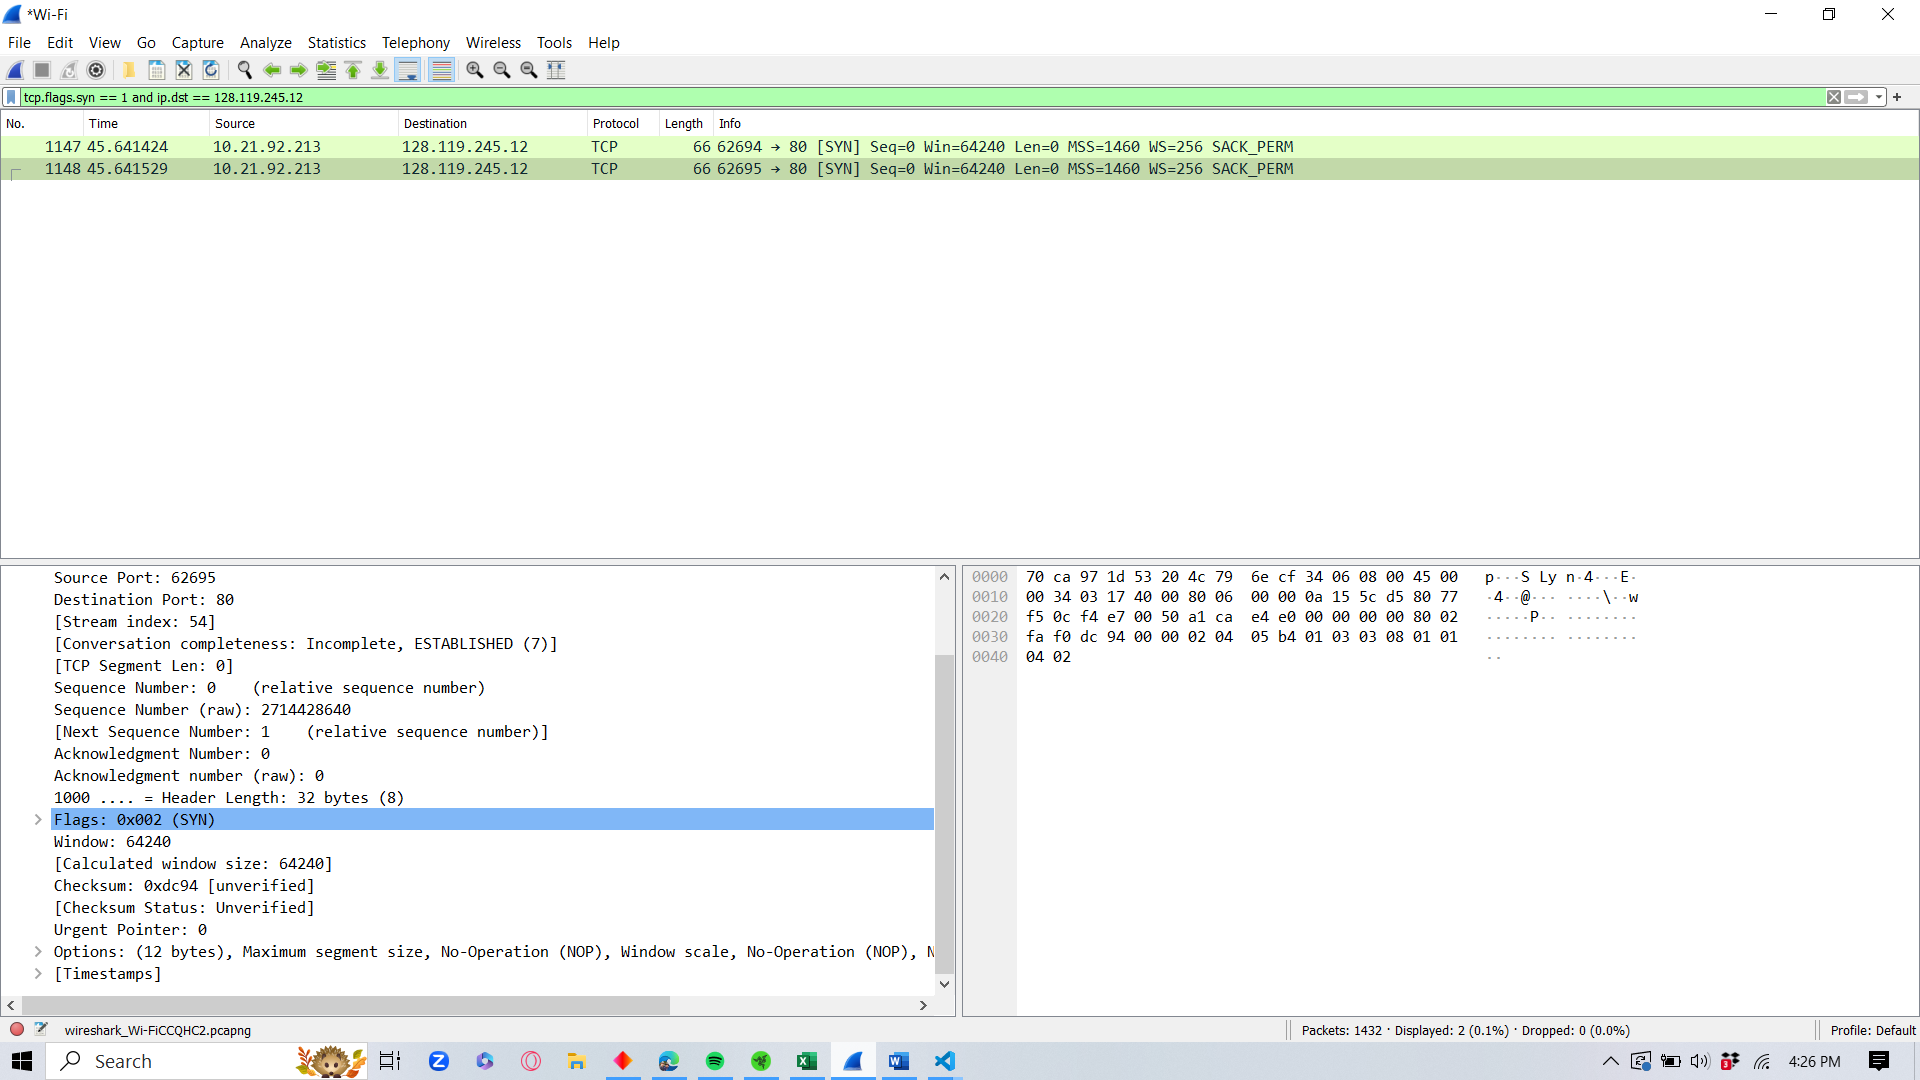 *Wi-Fi
File Edit View Go Capture Analyze Statistics Telephony Wireless Tools Help
tcp.flags.syn == 1 and ip.dst == 128.119.245.12
No. Time Source Destination Protocol Length Info
1147 45.641424 10.21.92.213 128.119.245.12 TCP 66 62694 → 80 [SYN] Seq=0 Win=64240 Len=0 MSS=1460 WS=256 SACK_PERM
1148 45.641529 10.21.92.213 128.119.245.12 TCP 66 62695 → 80 [SYN] Seq=0 Win=64240 Len=0 MSS=1460 WS=256 SACK_PERM
Source Port: 62695
Destination Port: 80
[Stream index: 54]
[Conversation completeness: Incomplete, ESTABLISHED (7)]
[TCP Segment Len: 0]
Sequence Number: 0 (relative sequence number)
Sequence Number (raw): 2714428640
[Next Sequence Number: 1 (relative sequence number)]
Acknowledgment Number: 0
Acknowledgment number (raw): 0
1000 .... = Header Length: 32 bytes (8)
Flags: 0x002 (SYN)
Window: 64240
[Calculated window size: 64240]
Checksum: 0xdc94 [unverified]
[Checksum Status: Unverified]
Urgent Pointer: 0
Options: (12 bytes), Maximum segment size, No-Operation (NOP), Window scale, No-Operation (NOP), N
[Timestamps]
0000 70 ca 97 1d 53 20 4c 79 6e cf 34 06 08 00 45 00 p···S Ly n·4···E·
0010 00 34 03 17 40 00 80 06 00 00 0a 15 5c d5 80 77 ·4··@··· ····\··w
0020 f5 0c f4 e7 00 50 a1 ca e4 e0 00 00 00 00 80 02 ·····P·· ········
0030 fa f0 dc 94 00 00 02 04 05 b4 01 03 03 08 01 01 ········ ········
0040 04 02 ··
wireshark_Wi-FiCCQHC2.pcapng
Packets: 1432 · Displayed: 2 (0.1%) · Dropped: 0 (0.0%)
Profile: Default
Search
4:26 PM